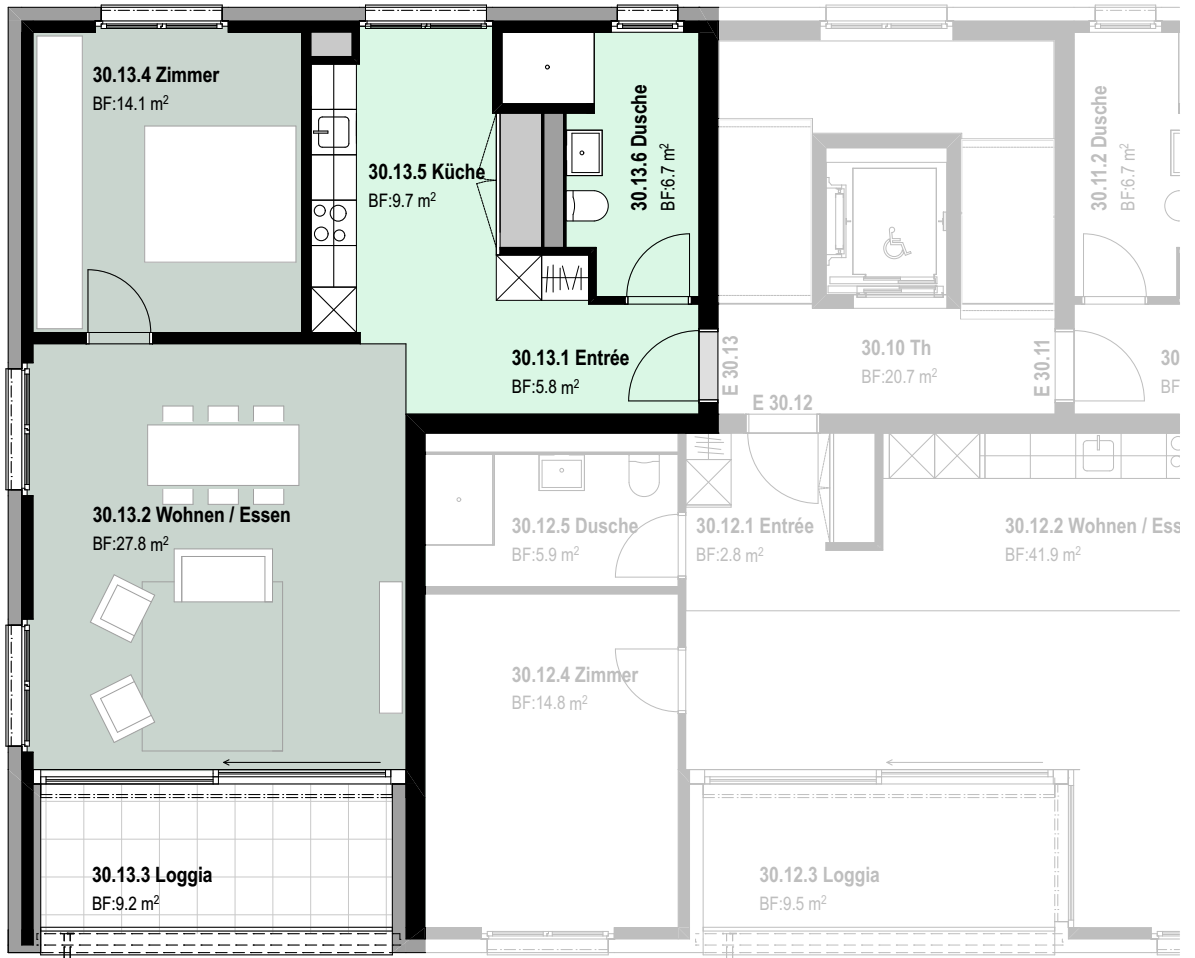 30.13.4 Zimmer
BF:14.1 m²
30.13.5 Küche
BF:9.7 m²
30.13.6 Dusche
BF:6.7 m²
30.11.2 Dusche
BF:6.7 m²
30.13.1 Entrée
BF:5.8 m²
E 30.13
30.10 Th
BF:20.7 m²
E 30.11
30
BF
E 30.12
30.13.2 Wohnen / Essen
BF:27.8 m²
30.12.5 Dusche
BF:5.9 m²
30.12.1 Entrée
BF:2.8 m²
30.12.2 Wohnen / Ess
BF:41.9 m²
30.12.4 Zimmer
BF:14.8 m²
30.13.3 Loggia
BF:9.2 m²
30.12.3 Loggia
BF:9.5 m²